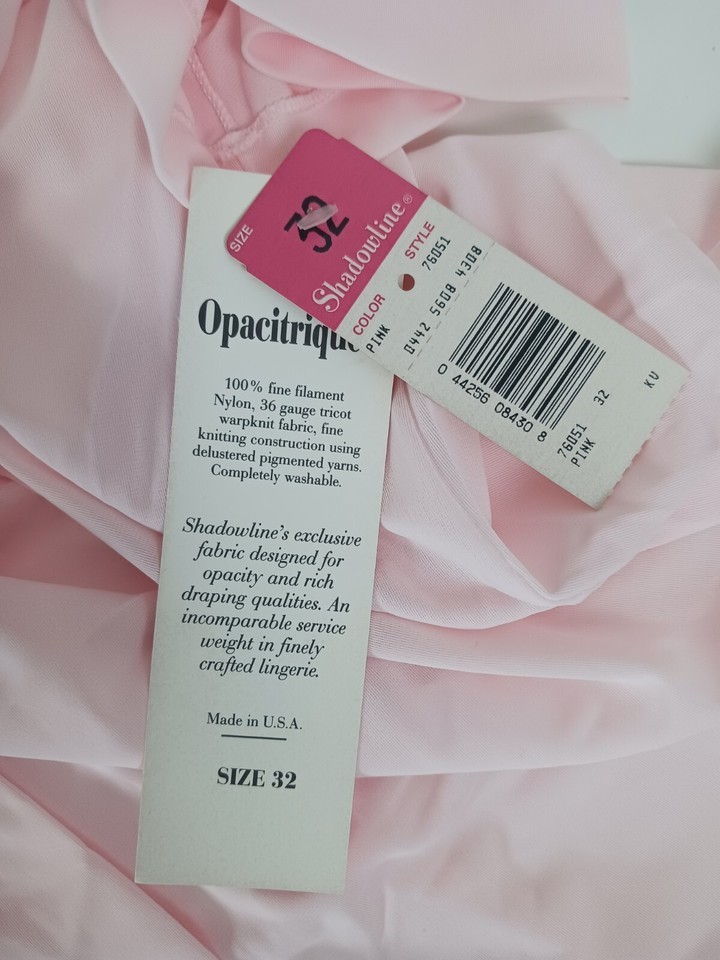 SIZE
32
Shadowline®
COLOR
PINK
STYLE
76051
0442 5608 4308
0 44256 08430 8
76051 32
PINK
KV
Opacitrique
100% fine filament
Nylon, 36 gauge tricot
warpknit fabric, fine
knitting construction using
delustered pigmented yarns.
Completely washable.
Shadowline's exclusive
fabric designed for
opacity and rich
draping qualities. An
incomparable service
weight in finely
crafted lingerie.
Made in U.S.A.
SIZE 32